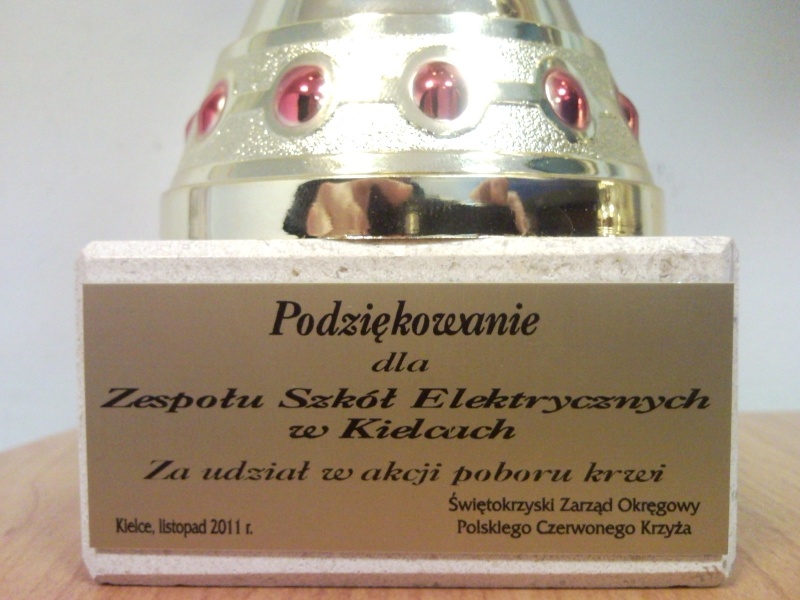 Podziękowanie
dla
Zespołu Szkół Elektrycznych
w Kielcach
Za udział w akcji poboru krwi
Świętokrzyski Zarząd Okręgowy
Polskiego Czerwonego Krzyża
Kielce, listopad 2011 r.